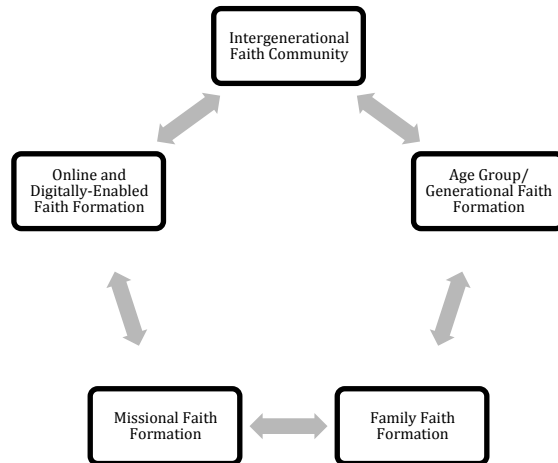 Intergenerational
Faith Community
Online and
Digitally-Enabled
Faith Formation
Age Group/
Generational Faith
Formation
Missional Faith
Formation
Family Faith
Formation